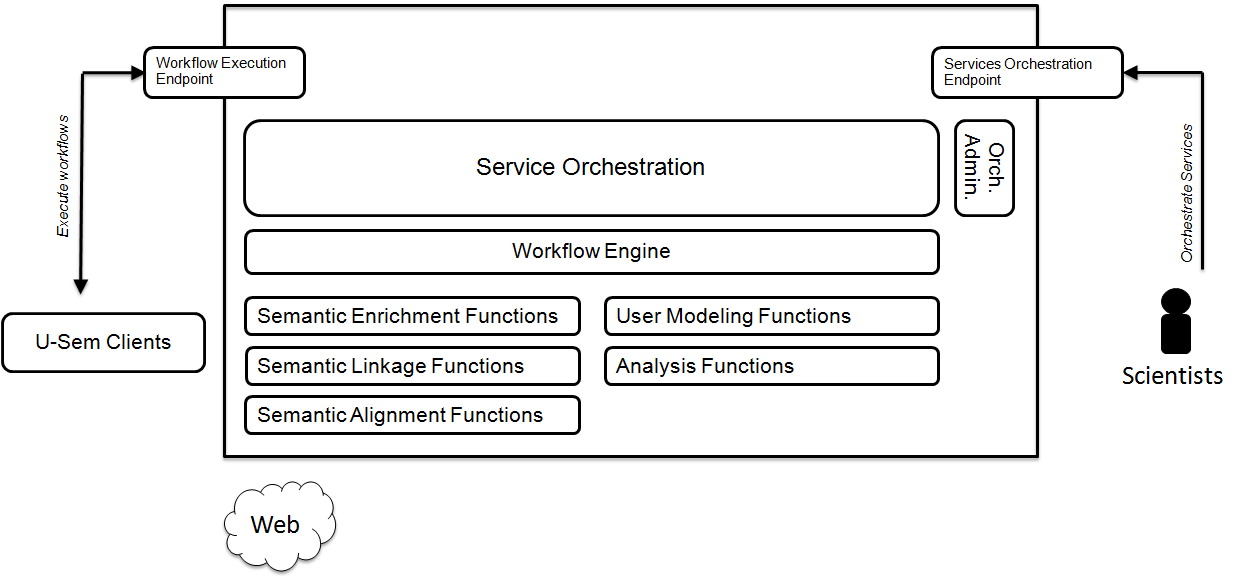 Workflow Execution
Endpoint
Services Orchestration
Endpoint
Execute workflows
Orchestrate Services
Service Orchestration
Orch.
Admin.
Workflow Engine
Semantic Enrichment Functions
User Modeling Functions
Semantic Linkage Functions
Analysis Functions
Semantic Alignment Functions
U-Sem Clients
Scientists
Web